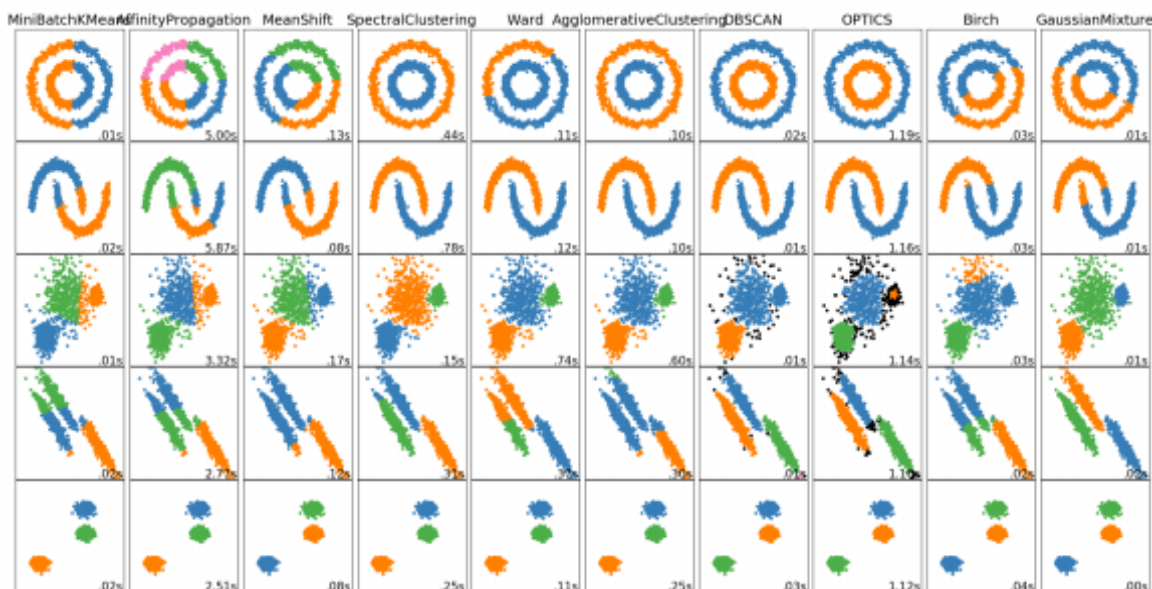 MiniBatchKMeans AffinityPropagation MeanShift SpectralClustering Ward AgglomerativeClustering DBSCAN OPTICS Birch GaussianMixture
.01s 5.00s .13s .44s .11s .10s .02s 1.19s .03s .01s
.02s 5.87s .08s .78s .12s .10s .01s 1.16s .03s .01s
.01s 3.32s .17s .15s .74s .60s .01s 1.14s .03s .01s
.02s 2.77s .12s .31s .30s .01s .02s .02s
.02s 2.51s .08s .25s .11s .25s .03s 1.12s .04s .00s